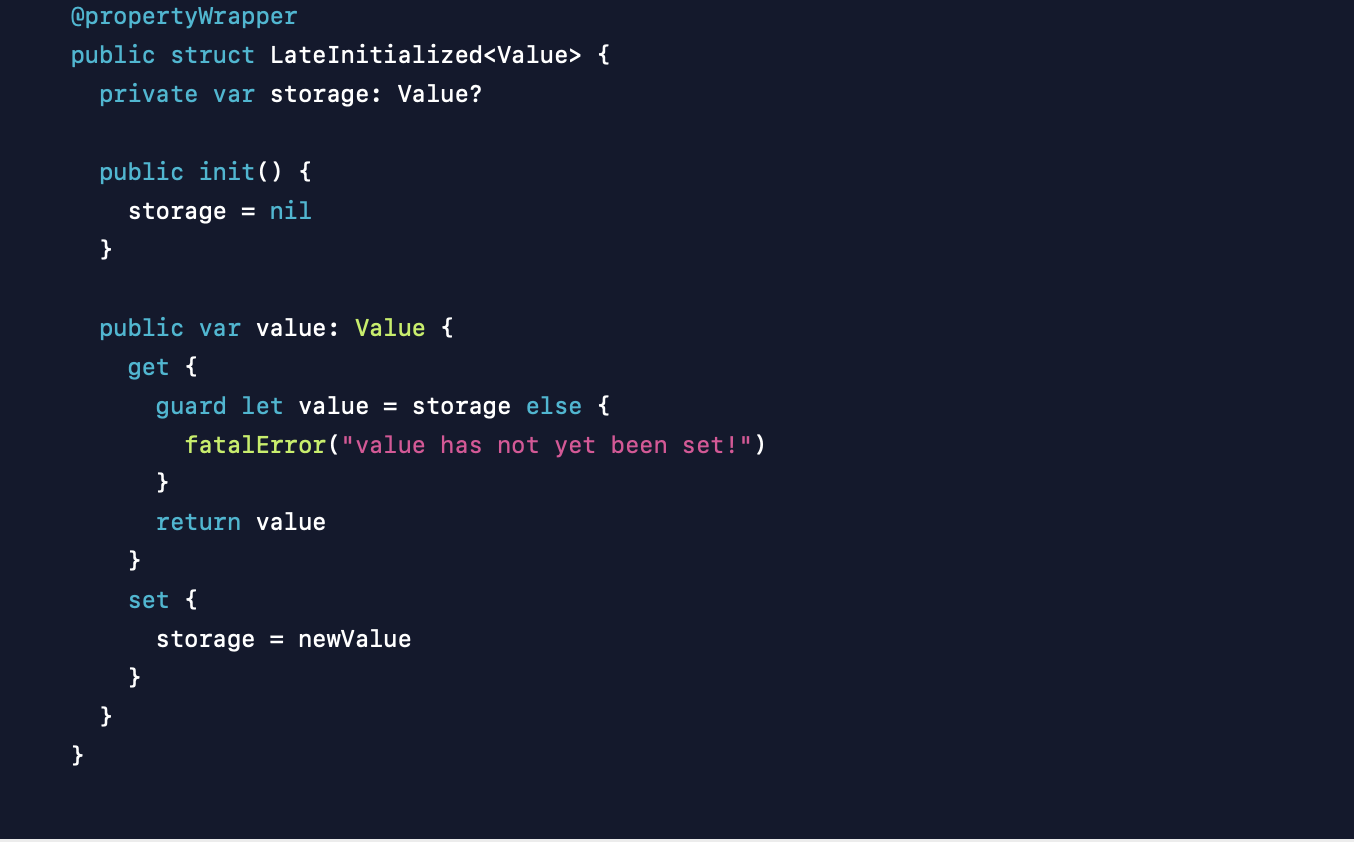 @propertyWrapper
public struct LateInitialized<Value> {
  private var storage: Value?
  public init() {
    storage = nil
  }
  public var value: Value {
    get {
      guard let value = storage else {
        fatalError("value has not yet been set!")
      }
      return value
    }
    set {
      storage = newValue
    }
  }
}